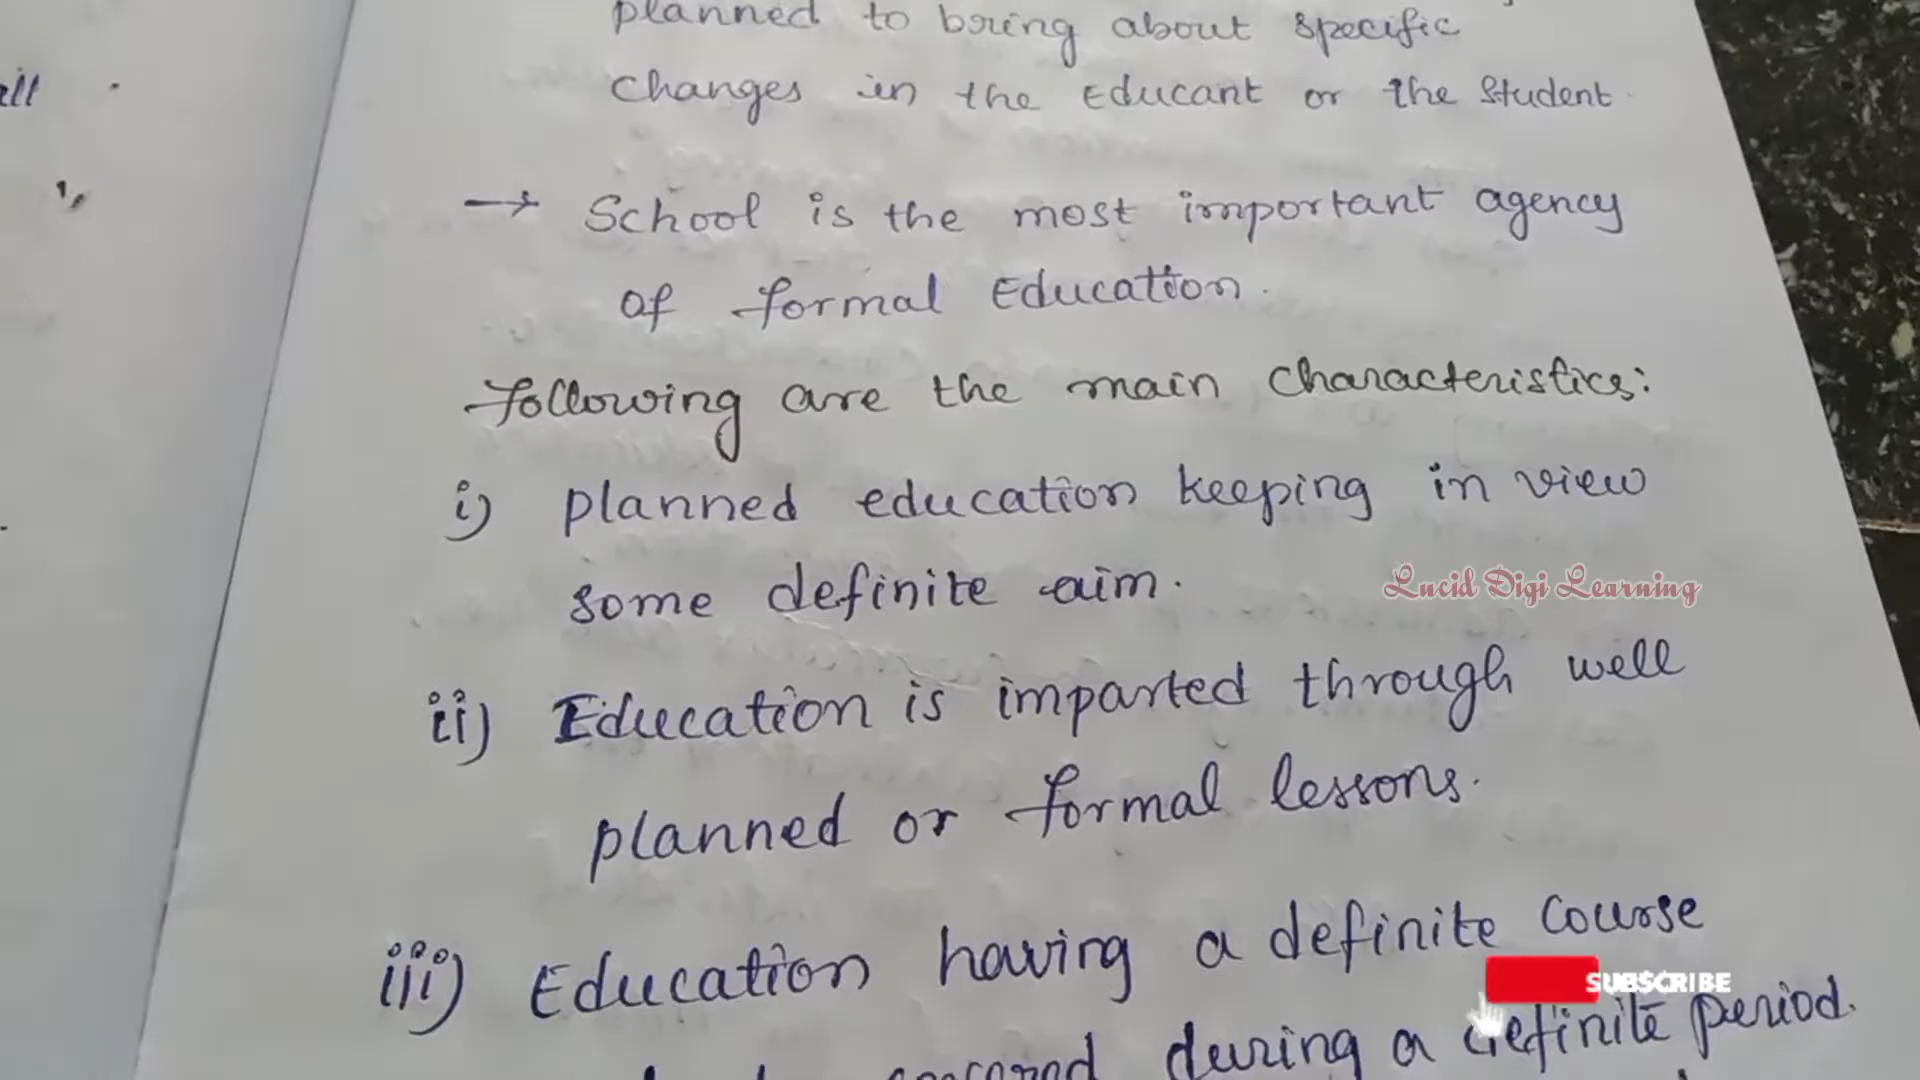 planned to bring about specific
changes in the Educant or the Student.
all
→ School is the most important agency
of formal Education.
following are the main characteristics:
i) planned education keeping in view
some definite aim.
Lucid Digi Learning
ii) Education is imparted through well
planned or formal lessons.
iii) Education having a definite course
SUBSCRIBE
during a definite period.